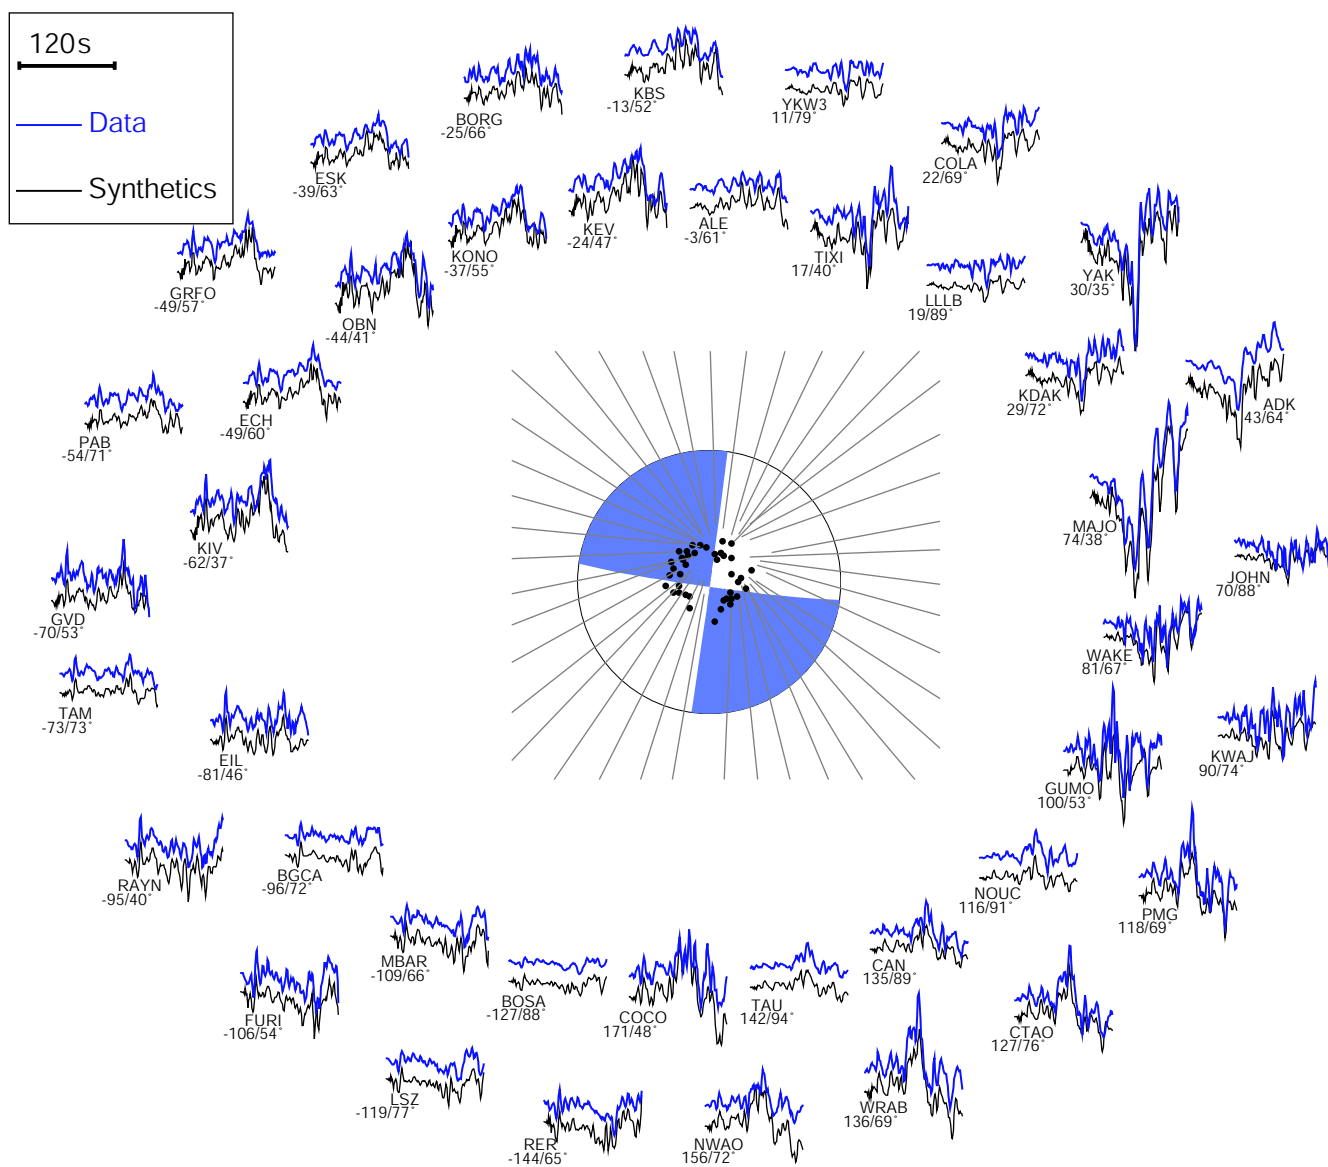 120s
Data
Synthetics
KBS
-13/52°
YKW3
11/79°
BORG
-25/66°
COLA
22/69°
ESK
-39/63°
KEV
-24/47°
ALE
-3/61°
KONO
-37/55°
TIXI
17/40°
YAK
30/35°
GRFO
-49/57°
LLLB
19/89°
OBN
-44/41°
KDAK
29/72°
ADK
43/64°
ECH
-49/60°
PAB
-54/71°
MAJO
74/38°
KIV
-62/37°
JOHN
70/88°
GVD
-70/53°
WAKE
81/67°
TAM
-73/73°
EIL
-81/46°
KWAJ
90/74°
GUMO
100/53°
RAYN
-95/40°
BGCA
-96/72°
NOUC
116/91°
PMG
118/69°
MBAR
-109/66°
CAN
135/89°
BOSA
-127/88°
COCO
171/48°
TAU
142/94°
FURI
-106/54°
CTAO
127/76°
LSZ
-119/77°
WRAB
136/69°
RER
-144/65°
NWAO
156/72°